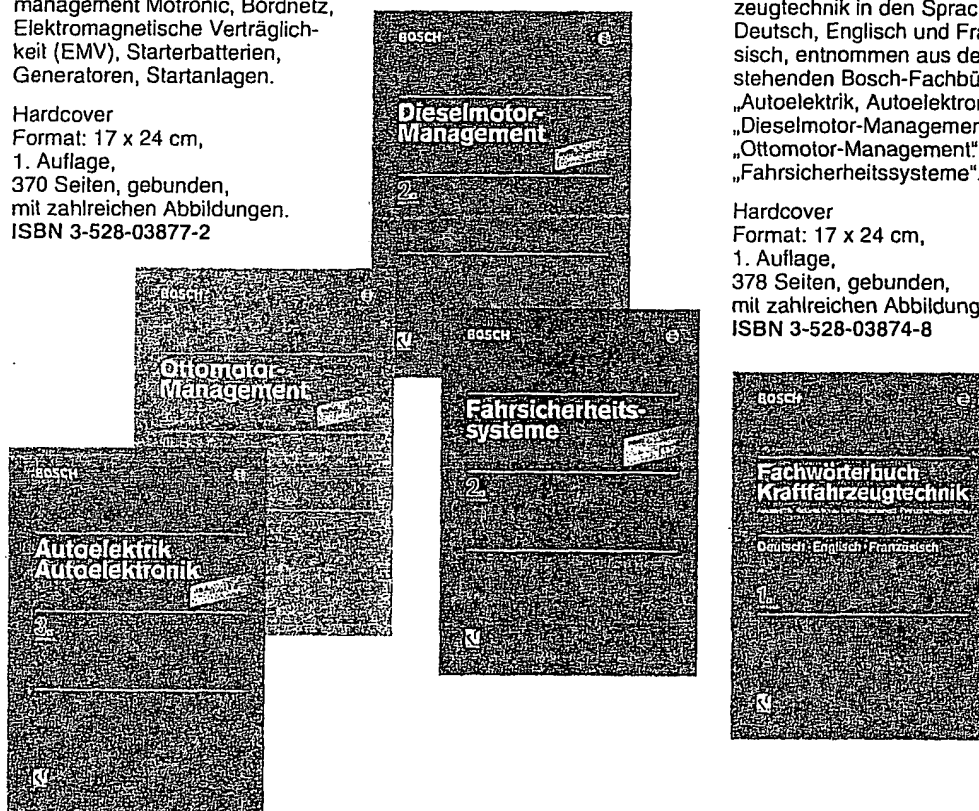 management Motronic, Bordnetz,
Elektromagnetische Verträglich-
keit (EMV), Starterbatterien,
Generatoren, Startanlagen.
Hardcover
Format: 17 x 24 cm,
1. Auflage,
370 Seiten, gebunden,
mit zahlreichen Abbildungen.
ISBN 3-528-03877-2
BOSCH
Dieselmotor-
Management
2.
BOSCH
Ottomotor-
Management
BOSCH
Fahrsicherheits-
systeme
2.
BOSCH
Autoelektrik
Autoelektronik
3.
zeugtechnik in den Sprac
Deutsch, Englisch und Fra
sisch, entnommen aus de
stehenden Bosch-Fachbü
„Autoelektrik, Autoelektron
„Dieselmotor-Managemen
„Ottomotor-Management"
„Fahrsicherheitssysteme".
Hardcover
Format: 17 x 24 cm,
1. Auflage,
378 Seiten, gebunden,
mit zahlreichen Abbildung
ISBN 3-528-03874-8
BOSCH
Fachwörterbuch
Kraftfahrzeugtechnik
Deutsch · Englisch · Französisch
1.